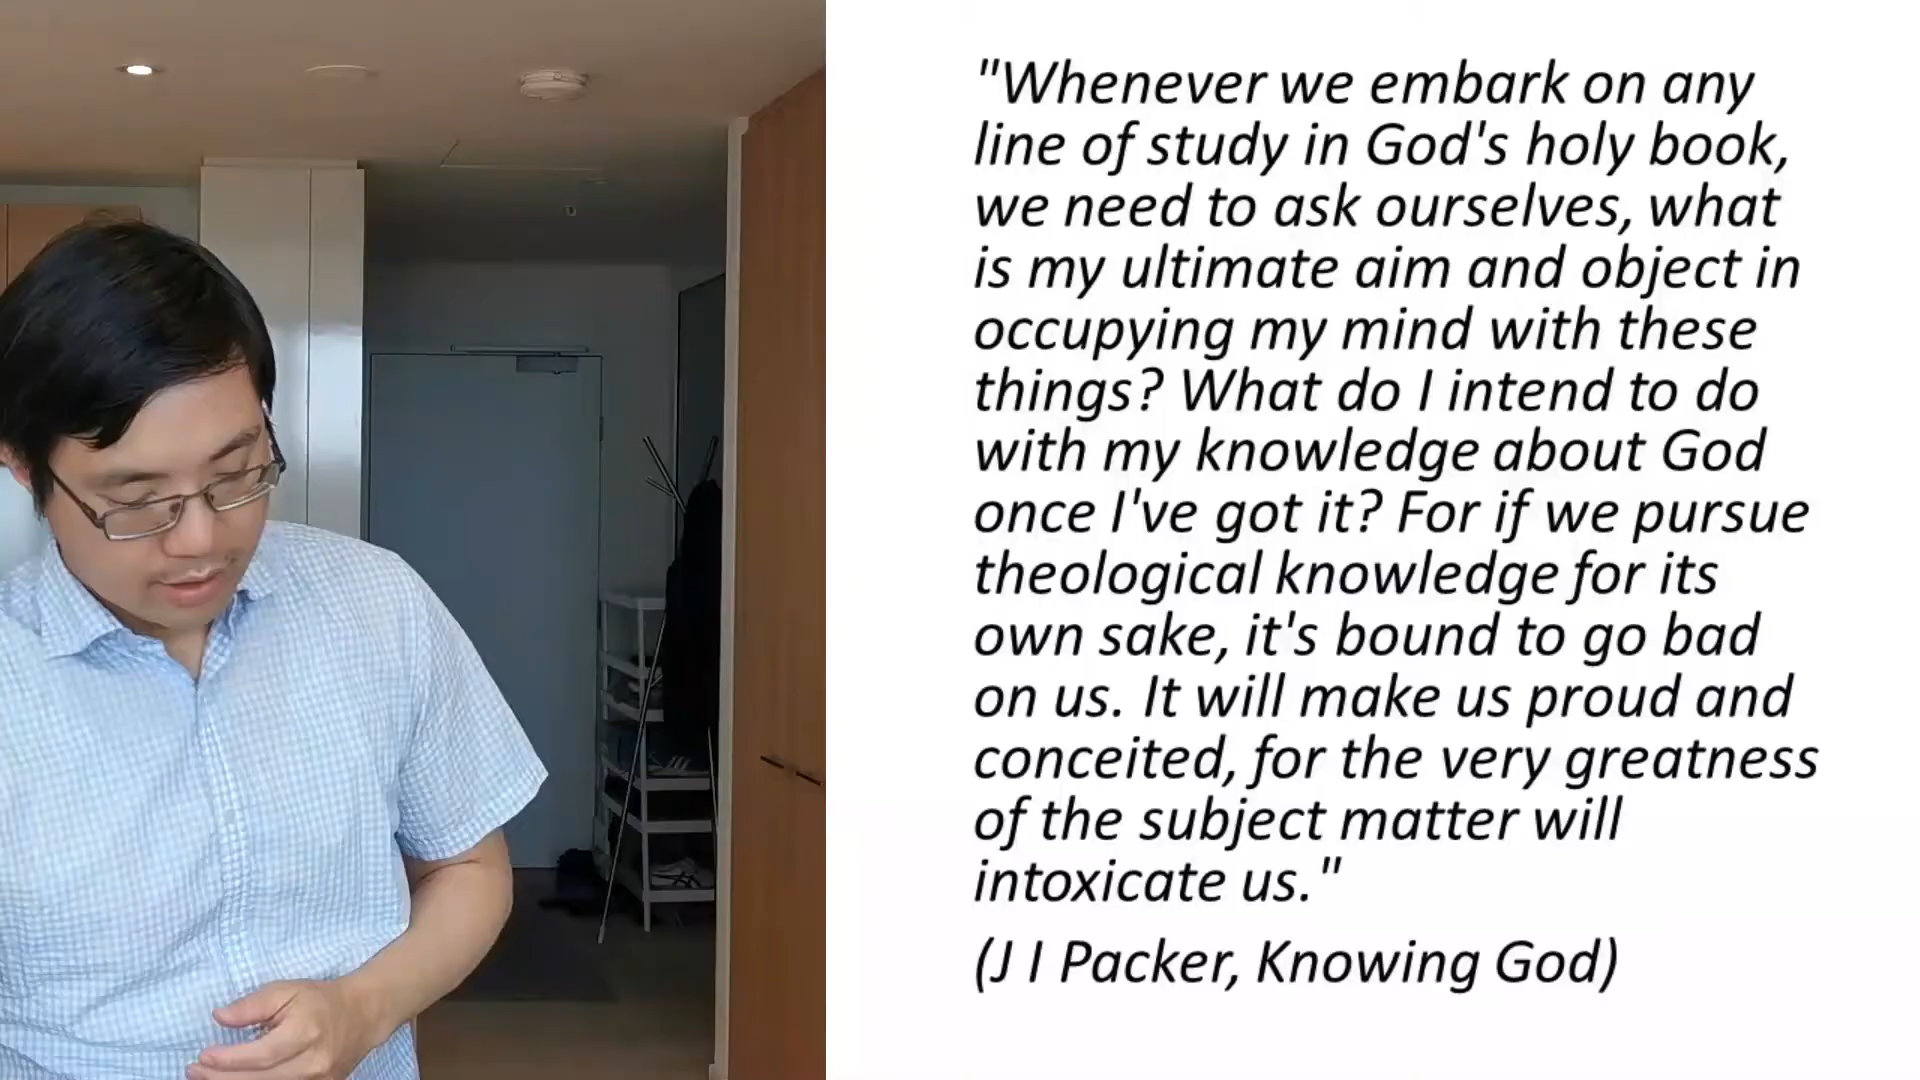 "Whenever we embark on any
line of study in God's holy book,
we need to ask ourselves, what
is my ultimate aim and object in
occupying my mind with these
things? What do I intend to do
with my knowledge about God
once I've got it? For if we pursue
theological knowledge for its
own sake, it's bound to go bad
on us. It will make us proud and
conceited, for the very greatness
of the subject matter will
intoxicate us."
(J I Packer, Knowing God)